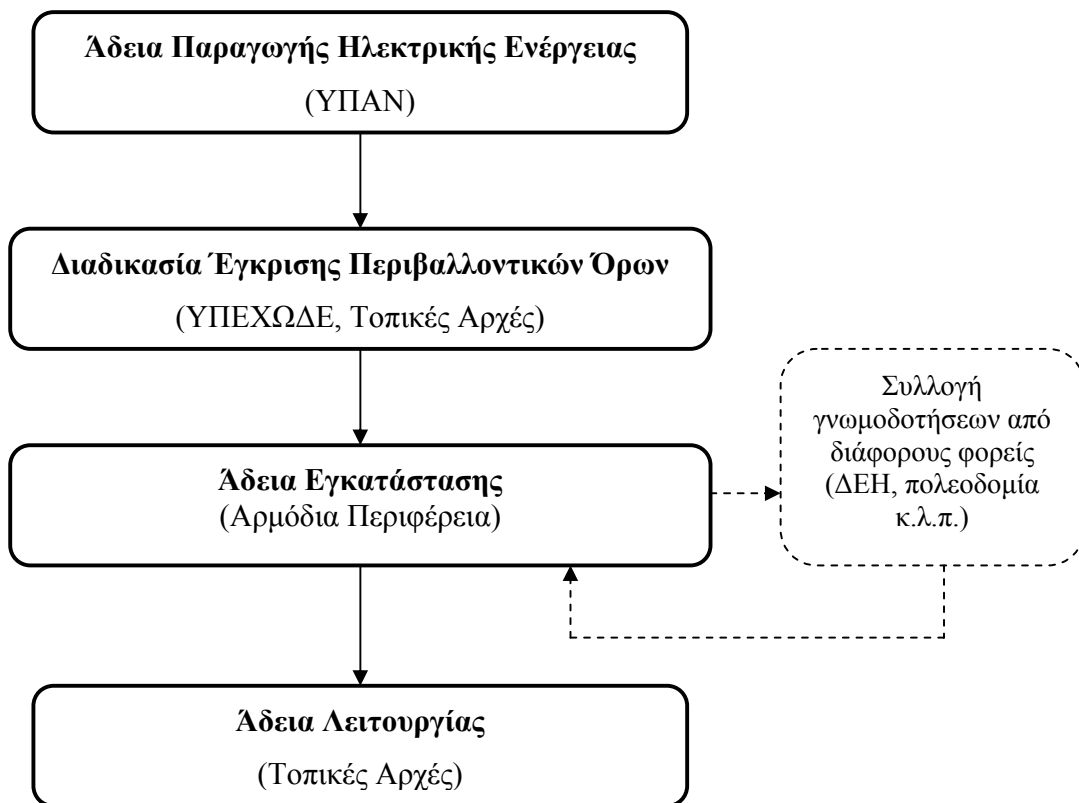 Άδεια Παραγωγής Ηλεκτρικής Ενέργειας
(ΥΠΑΝ)
Διαδικασία Έγκρισης Περιβαλλοντικών Όρων
(ΥΠΕΧΩΔΕ, Τοπικές Αρχές)
Άδεια Εγκατάστασης
(Αρμόδια Περιφέρεια)
Συλλογή
γνωμοδοτήσεων από
διάφορους φορείς
(ΔΕΗ, πολεοδομία
κ.λ.π.)
Άδεια Λειτουργίας
(Τοπικές Αρχές)